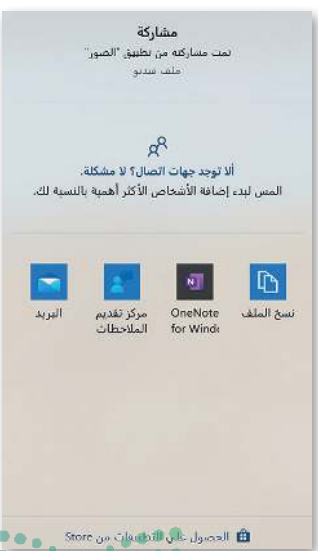 مشاركة
تمت مشاركته من تطبيق "الصور"
ملف فيديو
ألا توجد جهات اتصال؟ لا مشكلة.
المس لبدء إضافة الأشخاص الأكثر أهمية بالنسبة لك.
نسخ الملف
OneNote
for Windo
مركز تقديم
الملاحظات
البريد
الحصول على التطبيقات من Store